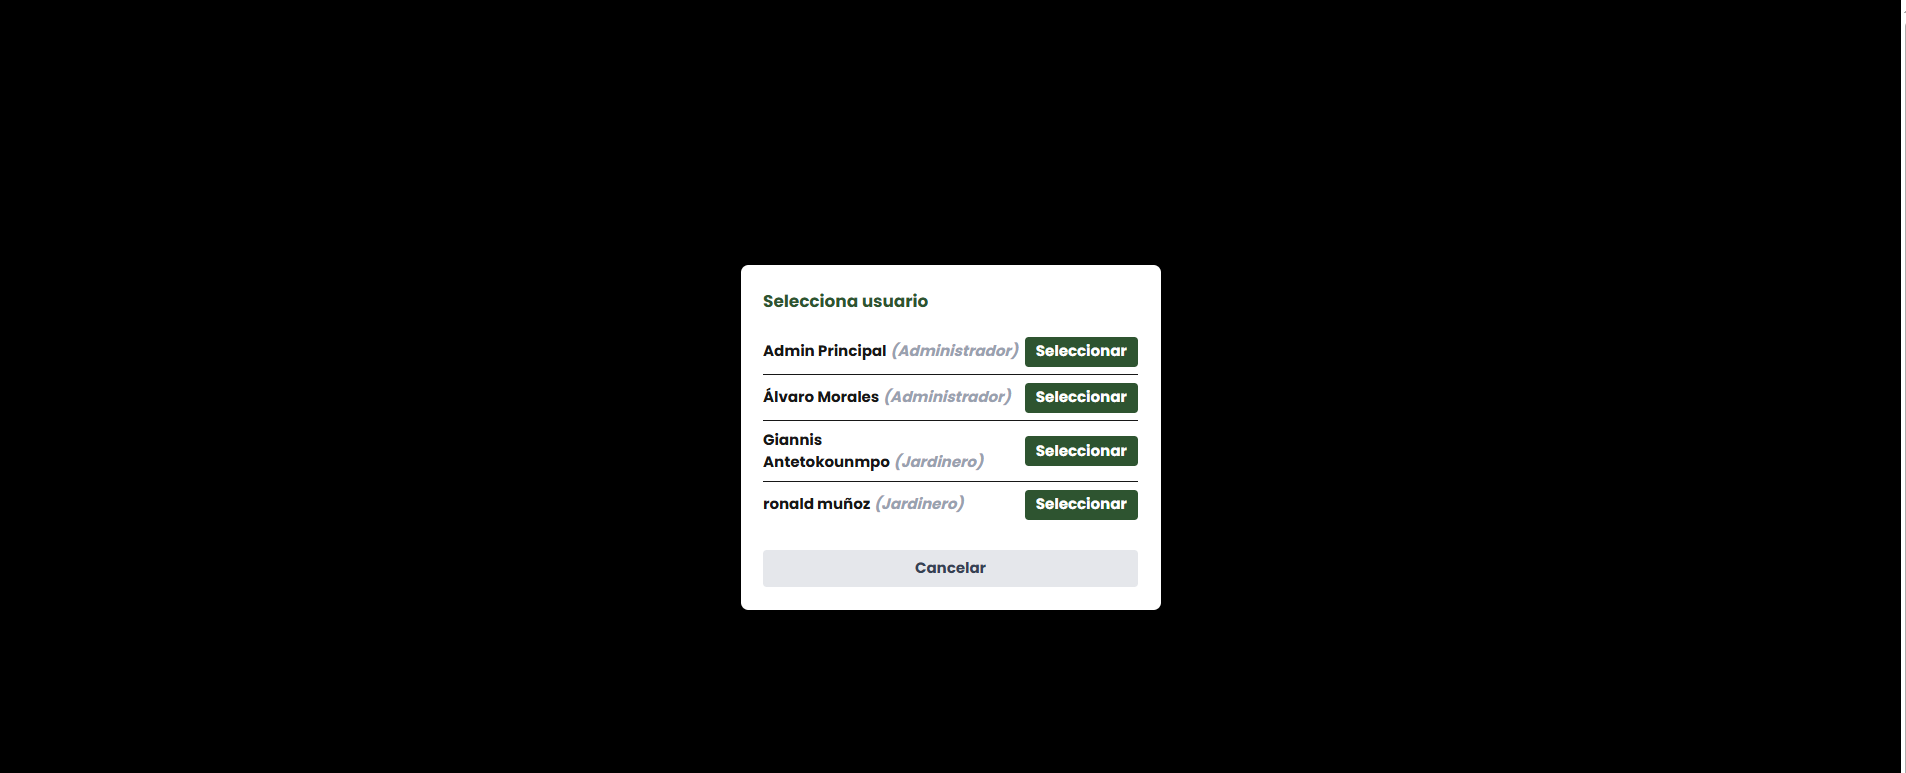 Selecciona usuario
Admin Principal (Administrador) Seleccionar
Álvaro Morales (Administrador) Seleccionar
Giannis
Antetokounmpo (Jardinero) Seleccionar
ronald muñoz (Jardinero) Seleccionar
Cancelar